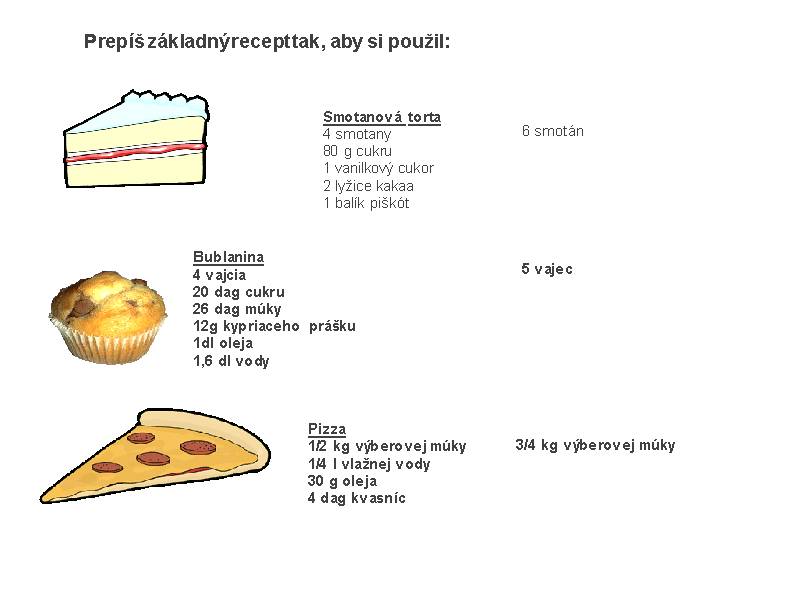 Prepíš základný recept tak, aby si použil:
Smotanová torta
4 smotany
80 g cukru
1 vanilkový cukor
2 lyžice kakaa
1 balík piškót
6 smotán
Bublanina
4 vajcia
20 dag cukru
26 dag múky
12g kypriaceho prášku
1dl oleja
1,6 dl vody
5 vajec
Pizza
1/2 kg výberovej múky
1/4 l vlažnej vody
30 g oleja
4 dag kvasníc
3/4 kg výberovej múky